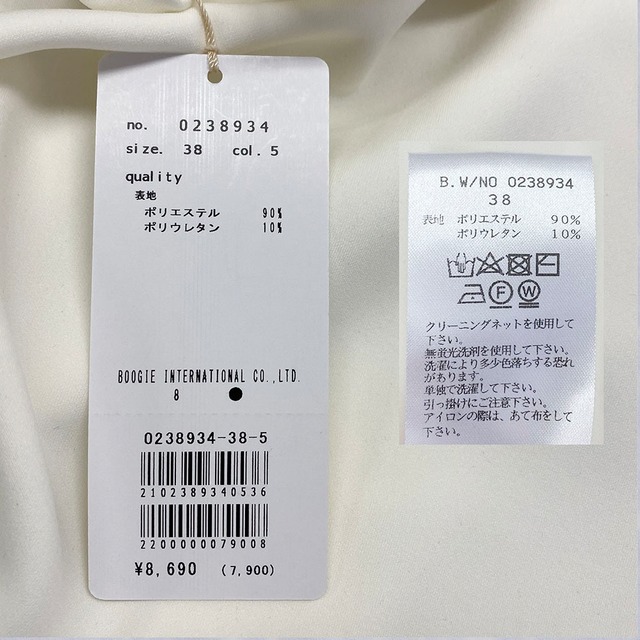 no. 0238934
size. 38 col. 5
quality
表地
ポリエステル 90%
ポリウレタン 10%
BOOGIE INTERNATIONAL CO.,LTD.
8
0238934-38-5
2102389340536
2200000079008
¥8,690 (7,900)
B.W/NO 0238934
38
表地 ポリエステル 90%
ポリウレタン 10%
F W
クリーニングネットを使用して
下さい。
無蛍光洗剤を使用して下さい。
洗濯により多少色落ちする恐れ
があります。
単独で洗濯して下さい。
引っ掛けにご注意下さい。
アイロンの際は、あて布をして
下さい。